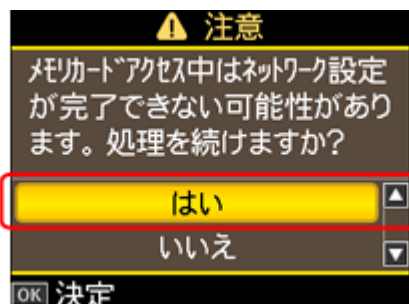 注意
ﾒﾓﾘｶｰﾄﾞｱｸｾｽ中はﾈｯﾄﾜｰｸ設定
が完了できない可能性があり
ます。処理を続けますか?
はい
いいえ
OK 決定